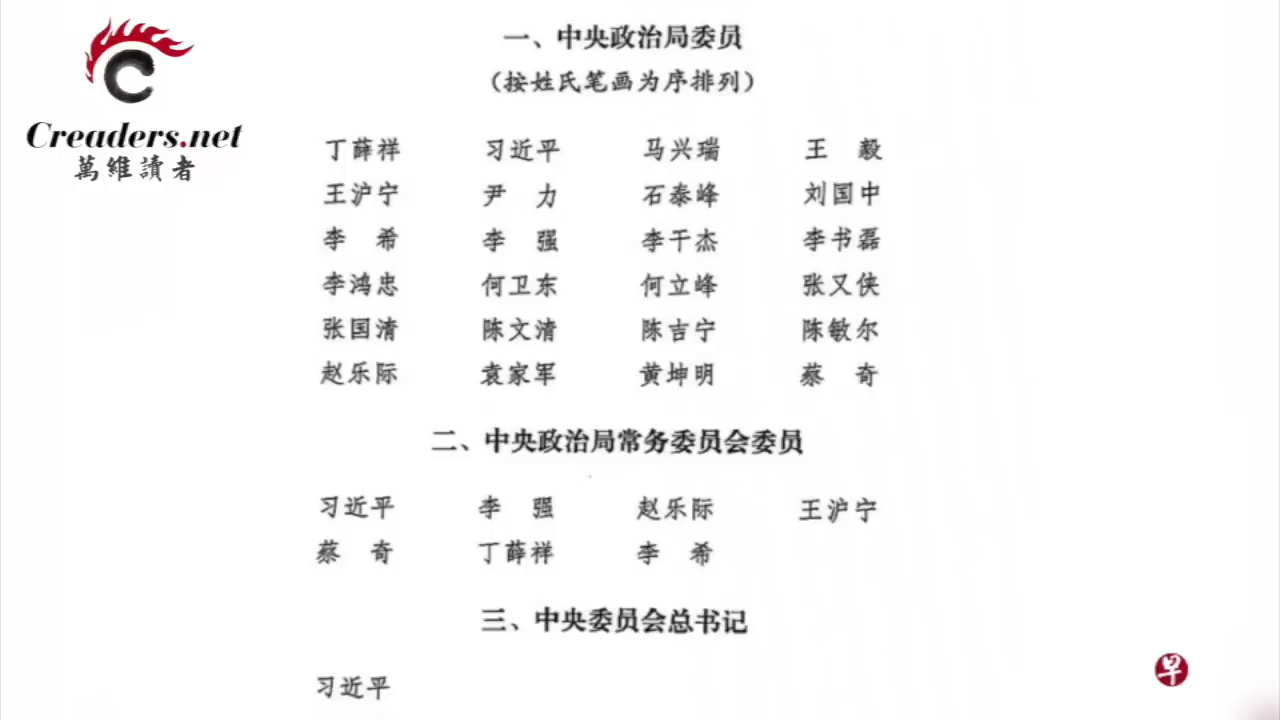 Creaders.net
萬維讀者
一、中央政治局委员
（按姓氏笔画为序排列）
丁薛祥 习近平 马兴瑞 王 毅
王沪宁 尹 力 石泰峰 刘国中
李 希 李 强 李干杰 李书磊
李鸿忠 何卫东 何立峰 张又侠
张国清 陈文清 陈吉宁 陈敏尔
赵乐际 袁家军 黄坤明 蔡 奇
二、中央政治局常务委员会委员
习近平 李 强 赵乐际 王沪宁
蔡 奇 丁薛祥 李 希
三、中央委员会总书记
习近平
早